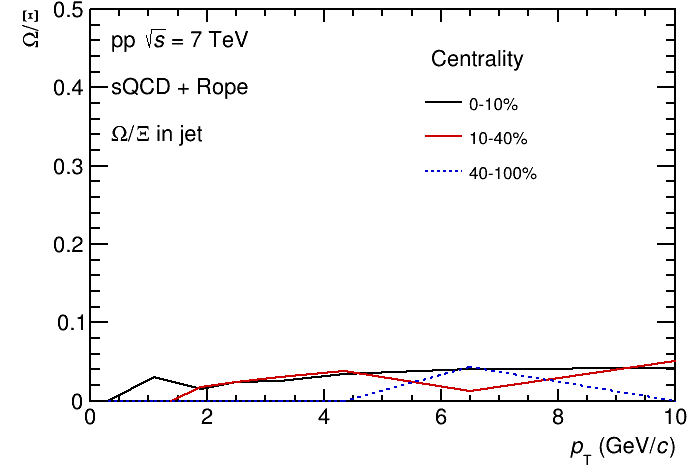 Ω/Ξ
0.5
0.4
0.3
0.2
0.1
0
pp √s = 7 TeV
sQCD + Rope
Ω/Ξ in jet
Centrality
0-10%
10-40%
40-100%
0 2 4 6 8 10
p_T (GeV/c)